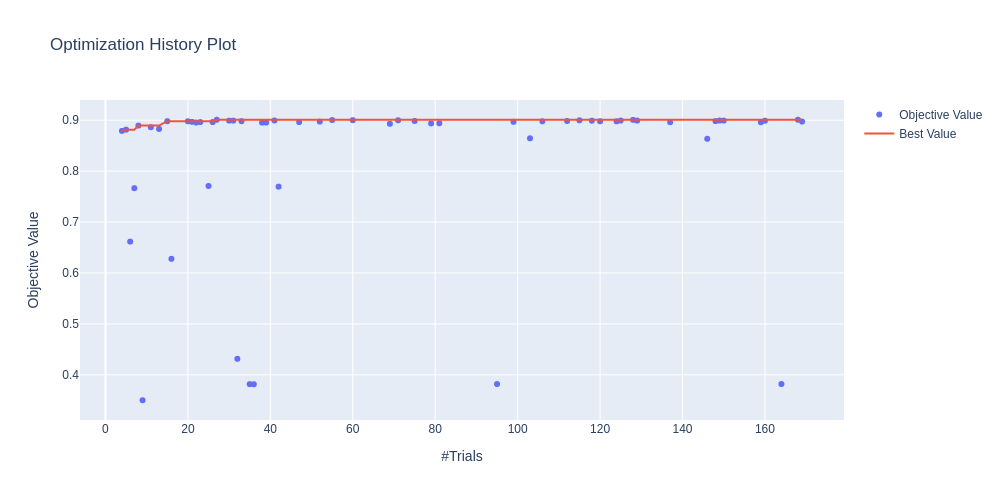 Optimization History Plot
Objective Value
Best Value
0.9
0.8
0.7
0.6
0.5
0.4
Objective Value
0 20 40 60 80 100 120 140 160
#Trials